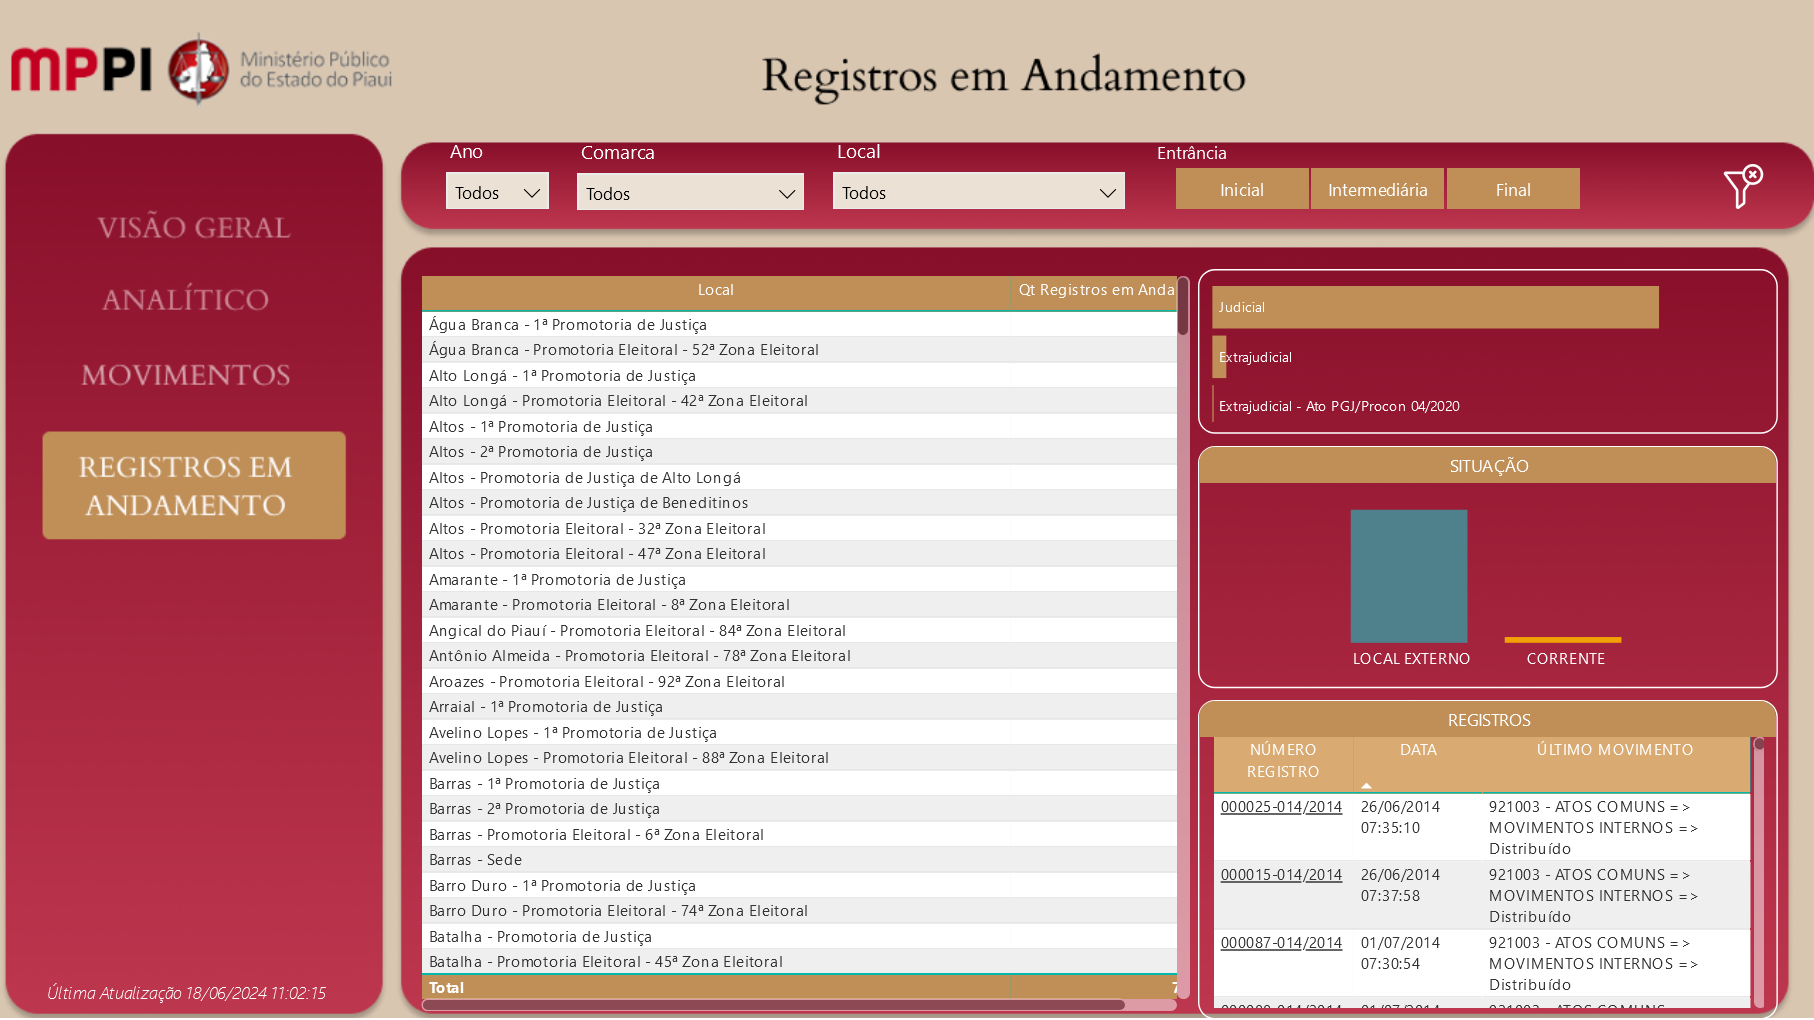 MPPI
Ministério Público
do Estado do Piauí
Registros em Andamento
VISÃO GERAL
ANALÍTICO
MOVIMENTOS
REGISTROS EM
ANDAMENTO
Última Atualização 18/06/2024 11:02:15
Ano
Comarca
Local
Entrância
Todos
Todos
Todos
Inicial
Intermediária
Final
Local
Qt Registros em Anda
Água Branca - 1ª Promotoria de Justiça
Água Branca - Promotoria Eleitoral - 52ª Zona Eleitoral
Alto Longá - 1ª Promotoria de Justiça
Alto Longá - Promotoria Eleitoral - 42ª Zona Eleitoral
Altos - 1ª Promotoria de Justiça
Altos - 2ª Promotoria de Justiça
Altos - Promotoria de Justiça de Alto Longá
Altos - Promotoria de Justiça de Beneditinos
Altos - Promotoria Eleitoral - 32ª Zona Eleitoral
Altos - Promotoria Eleitoral - 47ª Zona Eleitoral
Amarante - 1ª Promotoria de Justiça
Amarante - Promotoria Eleitoral - 8ª Zona Eleitoral
Angical do Piauí - Promotoria Eleitoral - 84ª Zona Eleitoral
Antônio Almeida - Promotoria Eleitoral - 78ª Zona Eleitoral
Aroazes - Promotoria Eleitoral - 92ª Zona Eleitoral
Arraial - 1ª Promotoria de Justiça
Avelino Lopes - 1ª Promotoria de Justiça
Avelino Lopes - Promotoria Eleitoral - 88ª Zona Eleitoral
Barras - 1ª Promotoria de Justiça
Barras - 2ª Promotoria de Justiça
Barras - Promotoria Eleitoral - 6ª Zona Eleitoral
Barras - Sede
Barro Duro - 1ª Promotoria de Justiça
Barro Duro - Promotoria Eleitoral - 74ª Zona Eleitoral
Batalha - Promotoria de Justiça
Batalha - Promotoria Eleitoral - 45ª Zona Eleitoral
Total
Judicial
Extrajudicial
Extrajudicial - Ato PGJ/Procon 04/2020
SITUAÇÃO
LOCAL EXTERNO
CORRENTE
REGISTROS
NÚMERO
REGISTRO
DATA
ÚLTIMO MOVIMENTO
000025-014/2014
26/06/2014
07:35:10
921003 - ATOS COMUNS =>
MOVIMENTOS INTERNOS =>
Distribuído
000015-014/2014
26/06/2014
07:37:58
921003 - ATOS COMUNS =>
MOVIMENTOS INTERNOS =>
Distribuído
000087-014/2014
01/07/2014
07:30:54
921003 - ATOS COMUNS =>
MOVIMENTOS INTERNOS =>
Distribuído